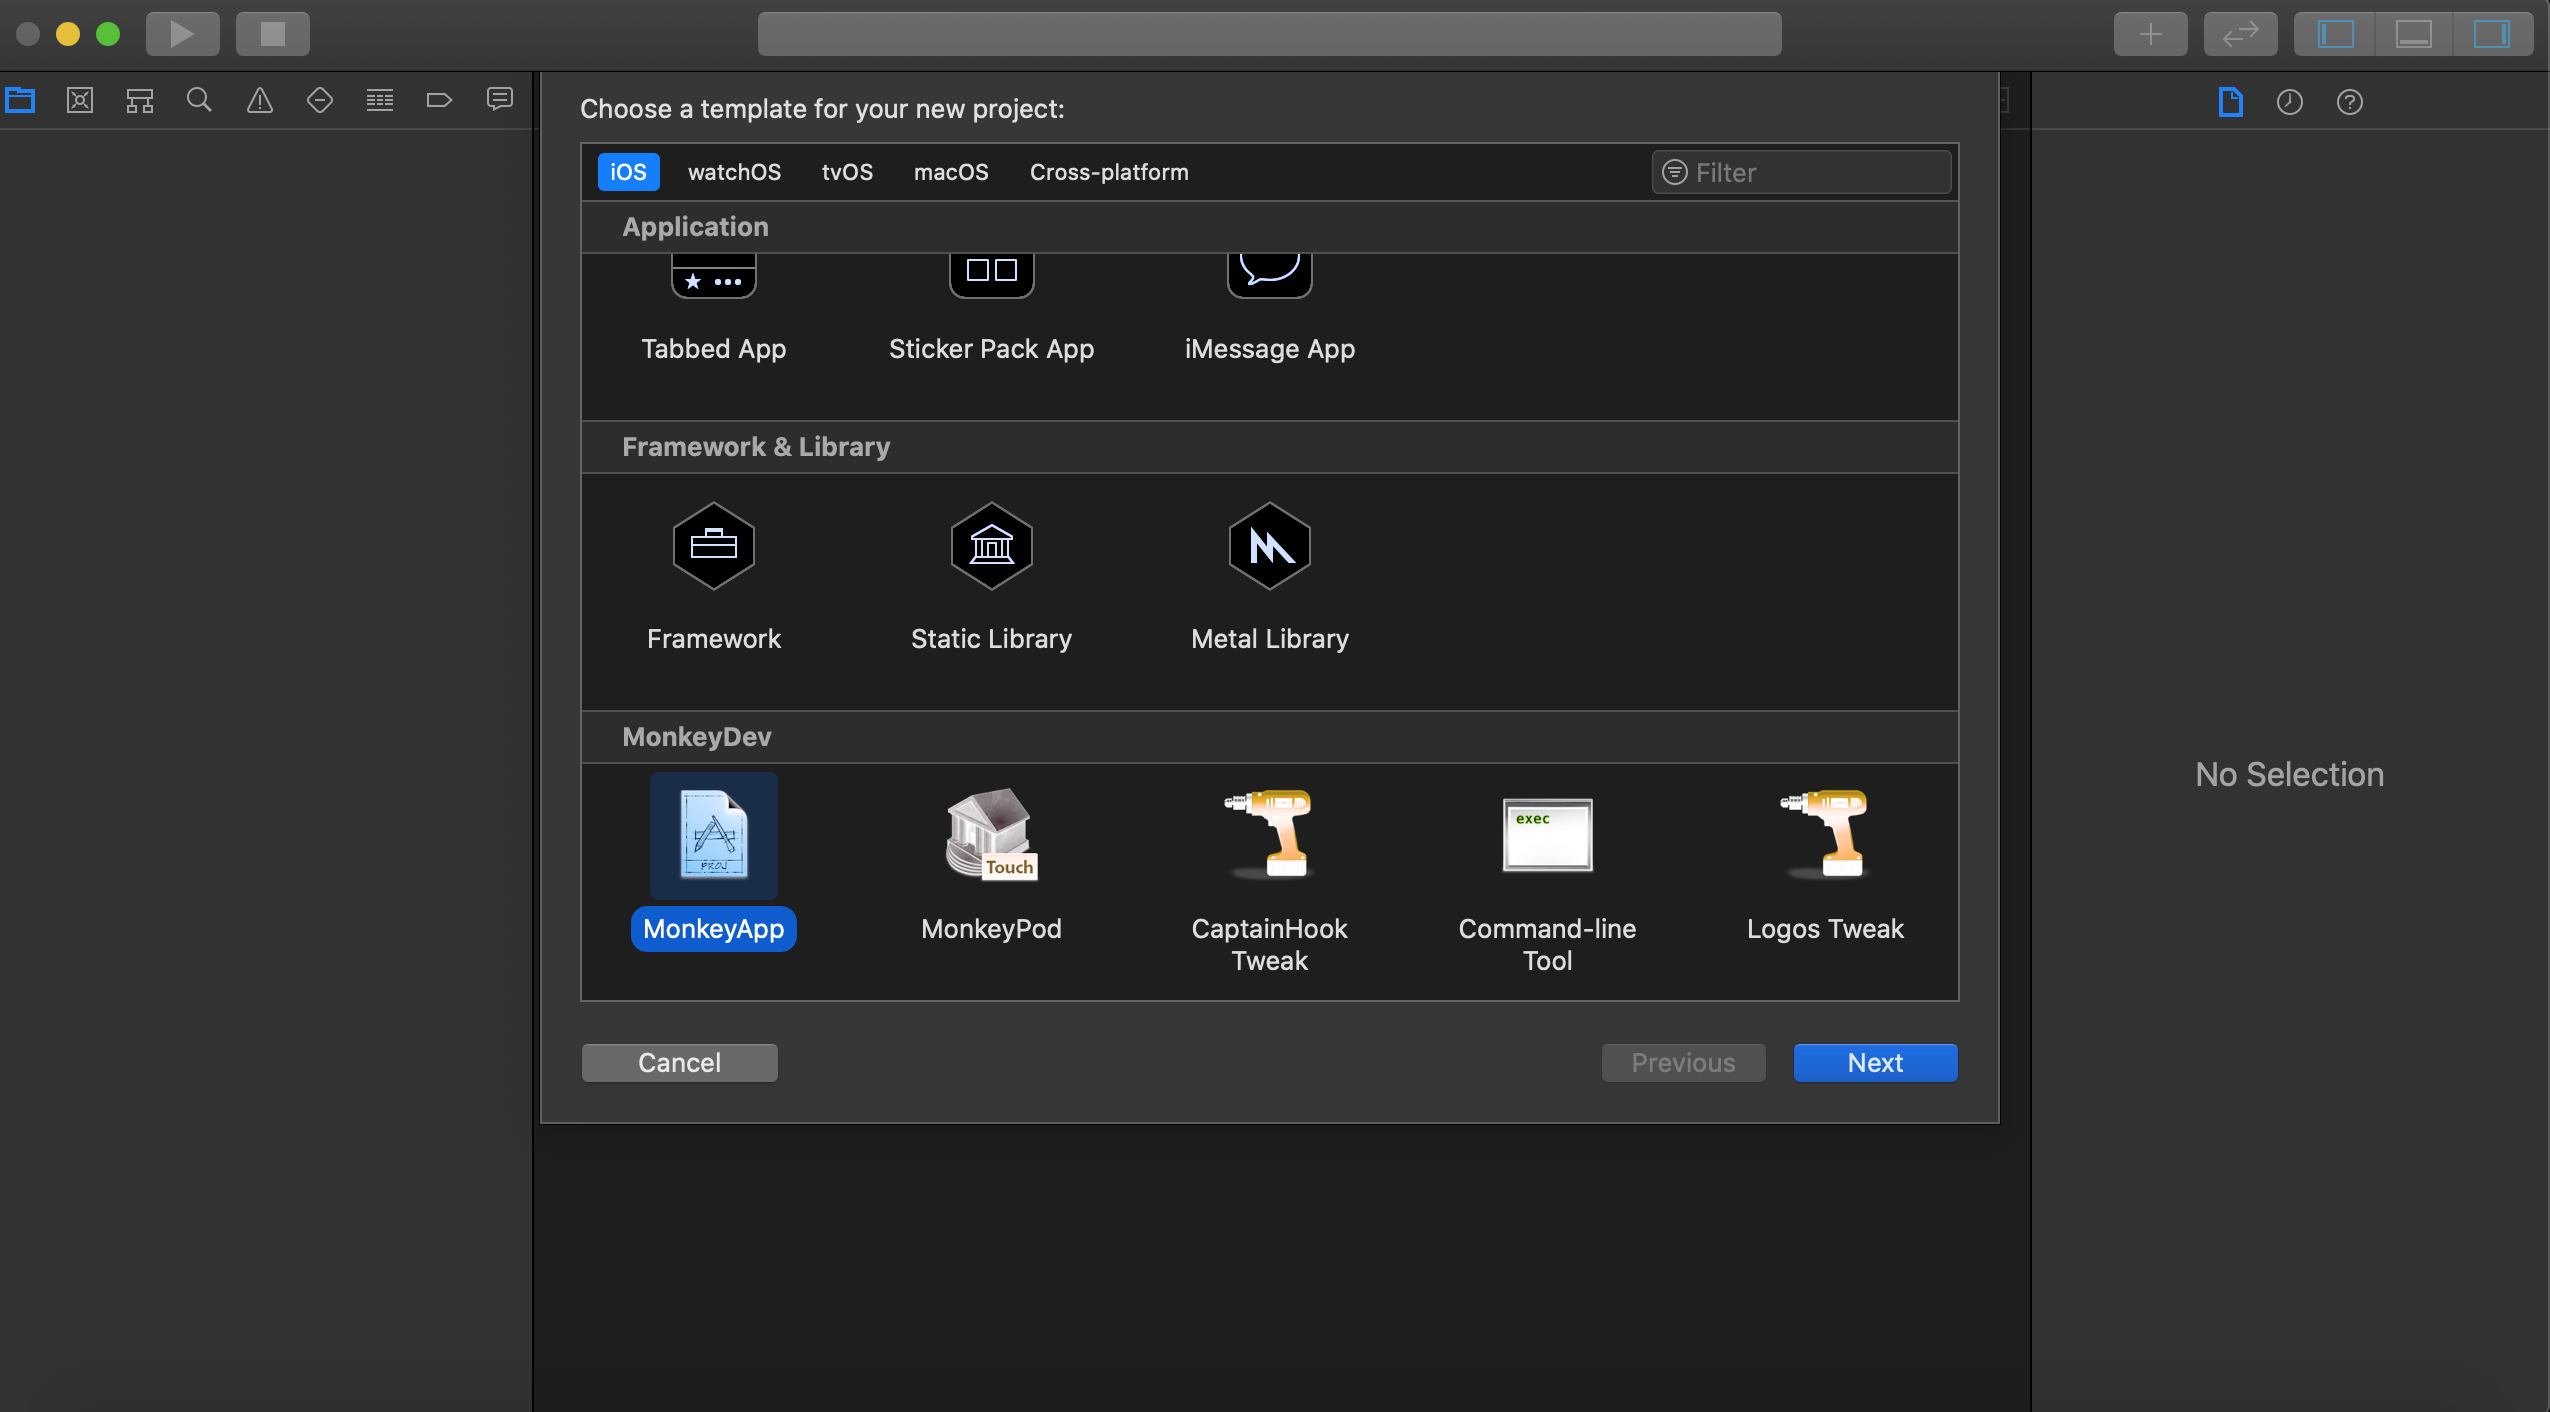 Choose a template for your new project:
iOS watchOS tvOS macOS Cross-platform Filter
Application
Tabbed App Sticker Pack App iMessage App
Framework & Library
Framework Static Library Metal Library
MonkeyDev
PROJ
Touch
exec
MonkeyApp MonkeyPod CaptainHook Tweak Command-line Tool Logos Tweak
No Selection
Cancel Previous Next